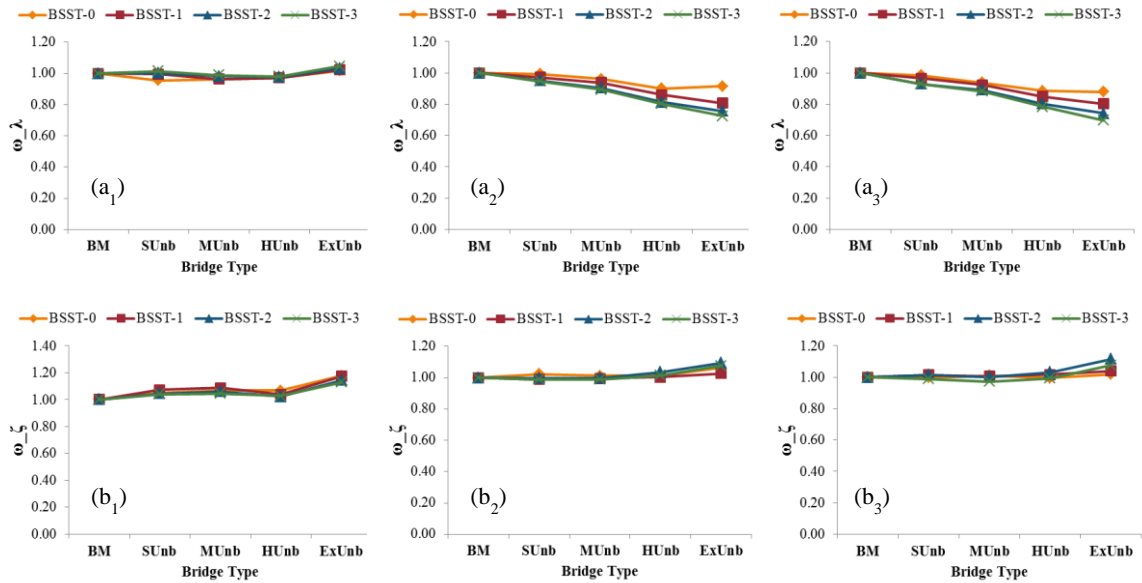 BSST-0 BSST-1 BSST-2 BSST-3
1.20
1.00
0.80
0.60
0.40
0.20
0.00
ω_λ
(a1)
BM SUnb MUnb HUnb ExUnb
Bridge Type
BSST-0 BSST-1 BSST-2 BSST-3
1.20
1.00
0.80
0.60
0.40
0.20
0.00
ω_λ
(a2)
BM SUnb MUnb HUnb ExUnb
Bridge Type
BSST-0 BSST-1 BSST-2 BSST-3
1.20
1.00
0.80
0.60
0.40
0.20
0.00
ω_λ
(a3)
BM SUnb MUnb HUnb ExUnb
Bridge Type
BSST-0 BSST-1 BSST-2 BSST-3
1.40
1.20
1.00
0.80
0.60
0.40
0.20
0.00
ω_ζ
(b1)
BM SUnb MUnb HUnb ExUnb
Bridge Type
BSST-0 BSST-1 BSST-2 BSST-3
1.20
1.00
0.80
0.60
0.40
0.20
0.00
ω_ζ
(b2)
BM SUnb MUnb HUnb ExUnb
Bridge Type
BSST-0 BSST-1 BSST-2 BSST-3
1.20
1.00
0.80
0.60
0.40
0.20
0.00
ω_ζ
(b3)
BM SUnb MUnb HUnb ExUnb
Bridge Type